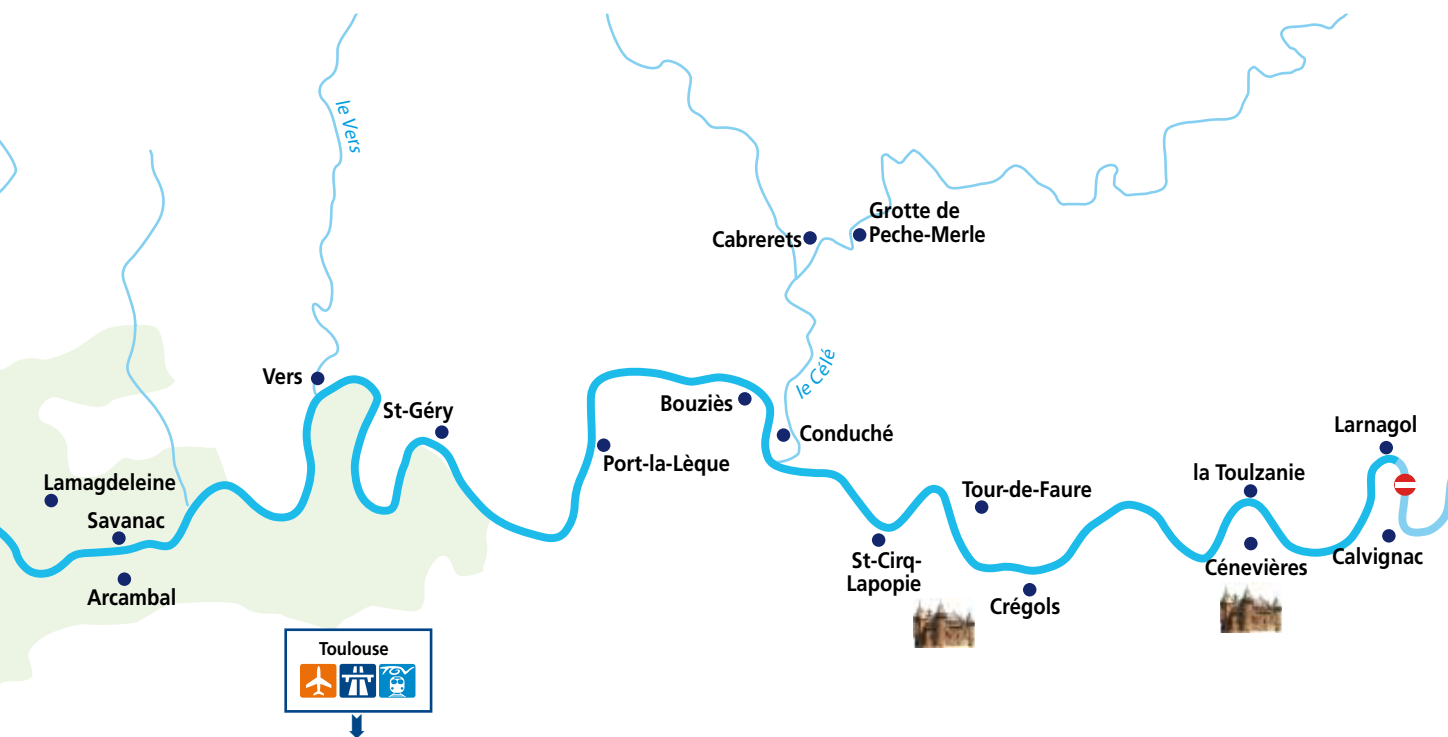 le Vers
Grotte de
Peche-Merle
Cabrerets
le Célé
Vers
St-Géry
Bouziès
Conduché
Port-la-Lèque
Larnagol
la Toulzanie
Lamagdeleine
Tour-de-Faure
Savanac
St-Cirq-
Lapopie
Cénevières
Calvignac
Arcambal
Crégols
Toulouse
TGV